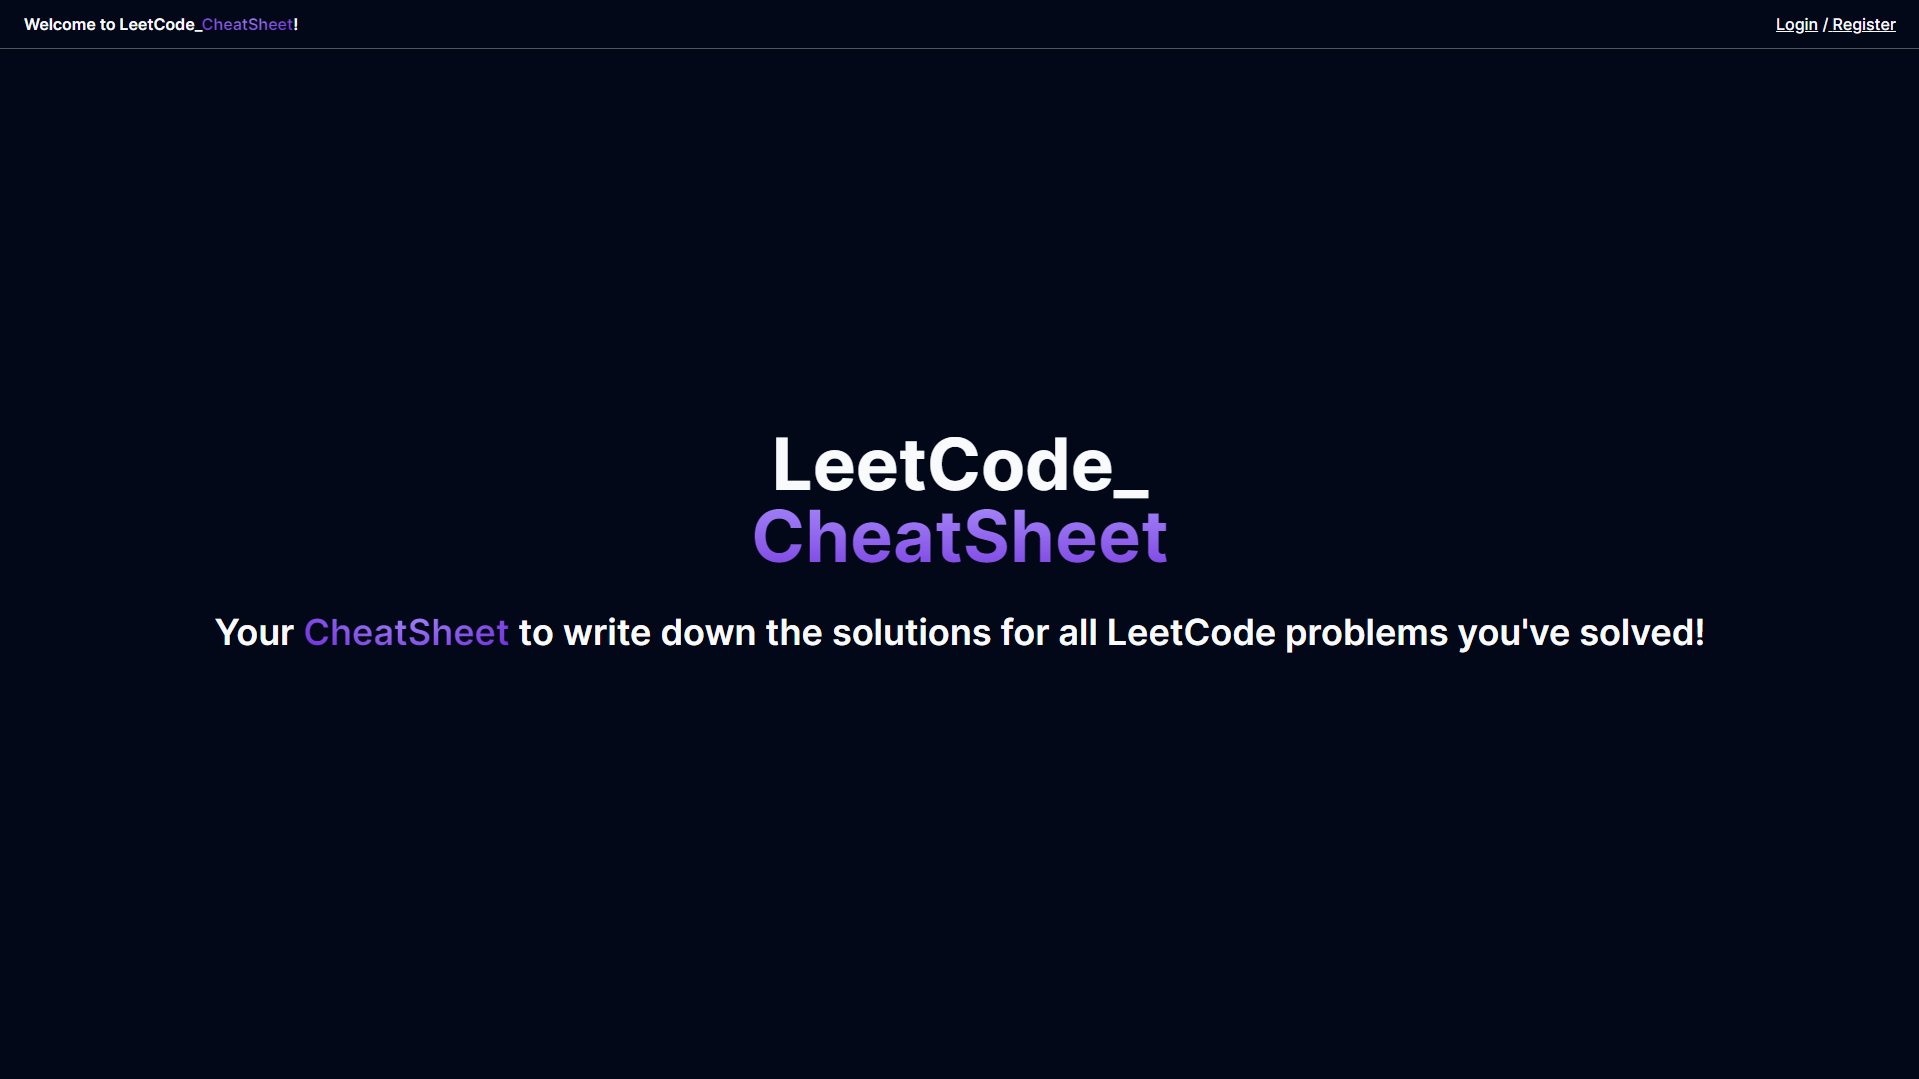 Welcome to LeetCode_CheatSheet!
Login / Register
LeetCode_
CheatSheet
Your CheatSheet to write down the solutions for all LeetCode problems you've solved!